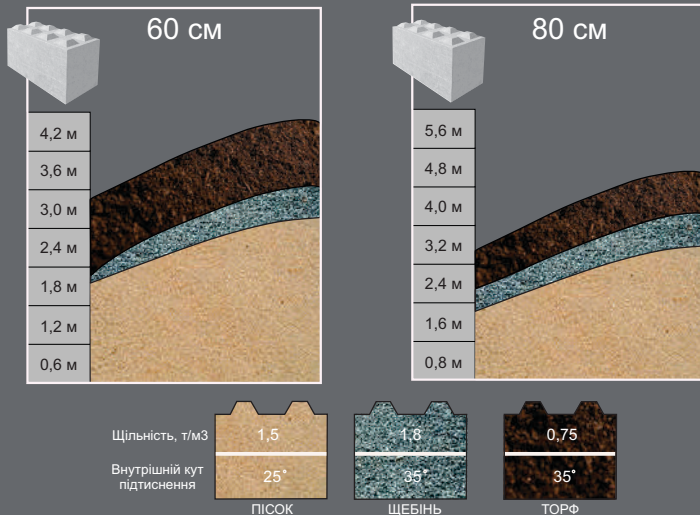 60 см
4,2 м
3,6 м
3,0 м
2,4 м
1,8 м
1,2 м
0,6 м
80 см
5,6 м
4,8 м
4,0 м
3,2 м
2,4 м
1,6 м
0,8 м
Щільність, т/м3
1,5
1,8
0,75
Внутрішній кут
підтиснення
25˚
35˚
35˚
ПІСОК
ЩЕБІНЬ
ТОРФ